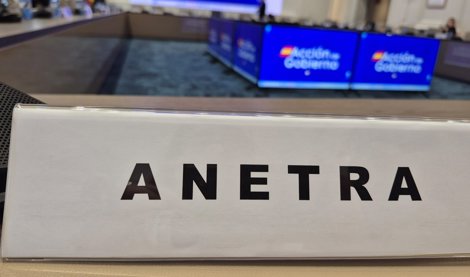 Acción de
Gobierno
Acción de
Gobierno
ANETRA